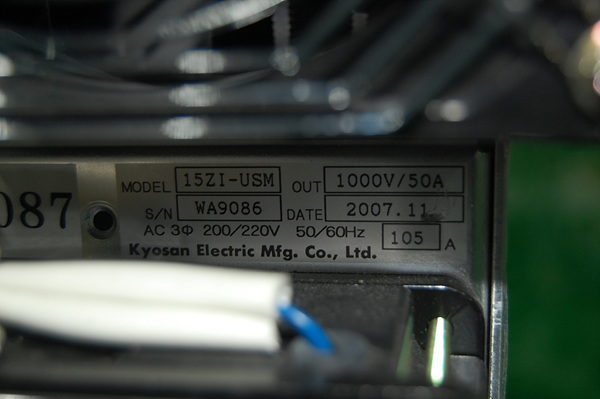 087
MODEL 15ZI-USM OUT 1000V/50A
S/N WA9086 DATE 2007.11
AC 3Φ 200/220V 50/60Hz 105 A
Kyosan Electric Mfg. Co., Ltd.